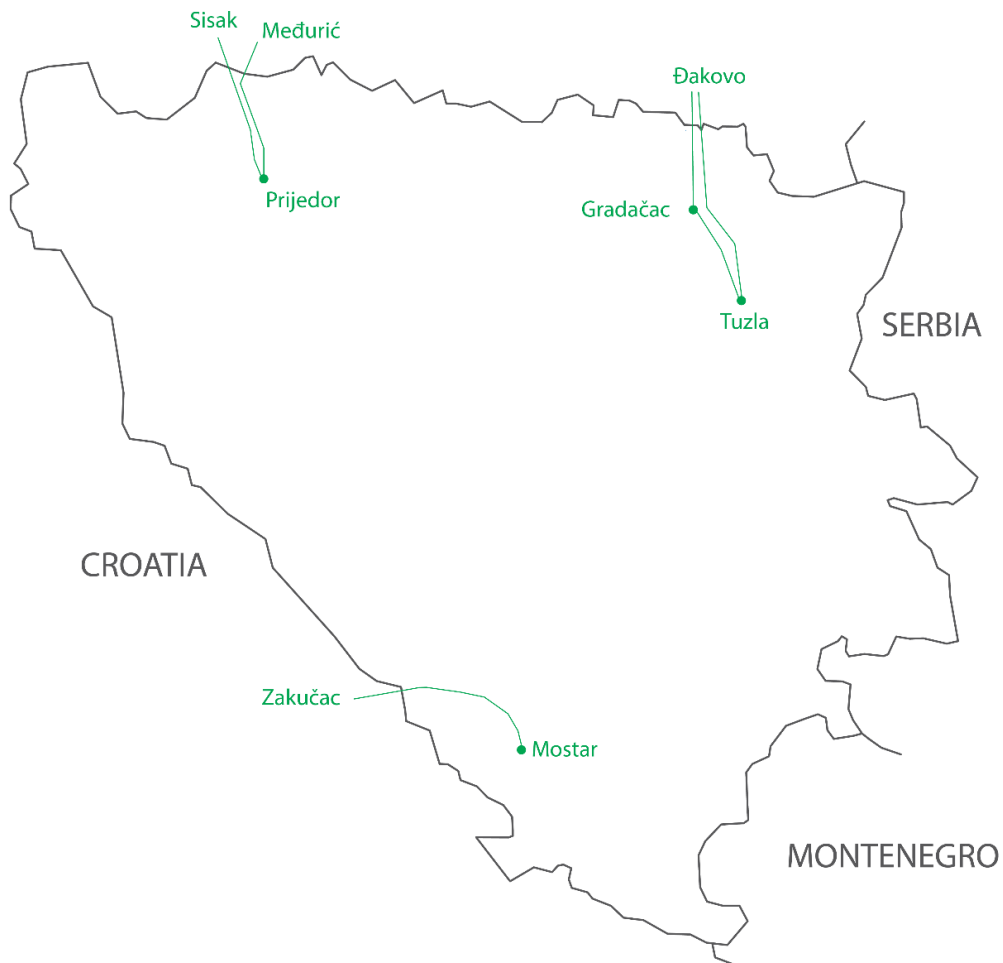 Sisak
Međurić
Đakovo
Prijedor
Gradačac
Tuzla
SERBIA
CROATIA
Zakučac
Mostar
MONTENEGRO